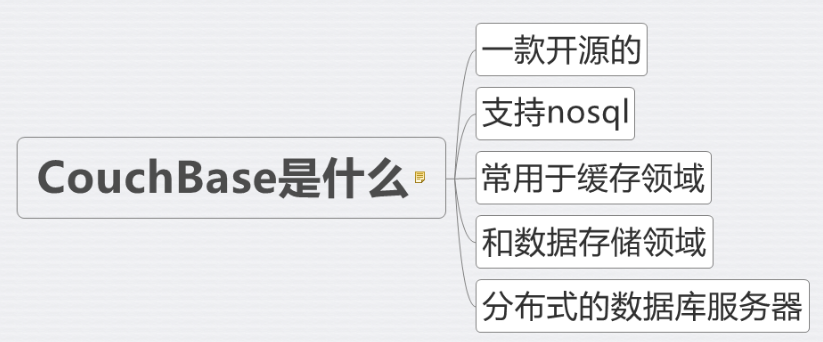 CouchBase是什么
一款开源的
支持nosql
常用于缓存领域
和数据存储领域
分布式的数据库服务器